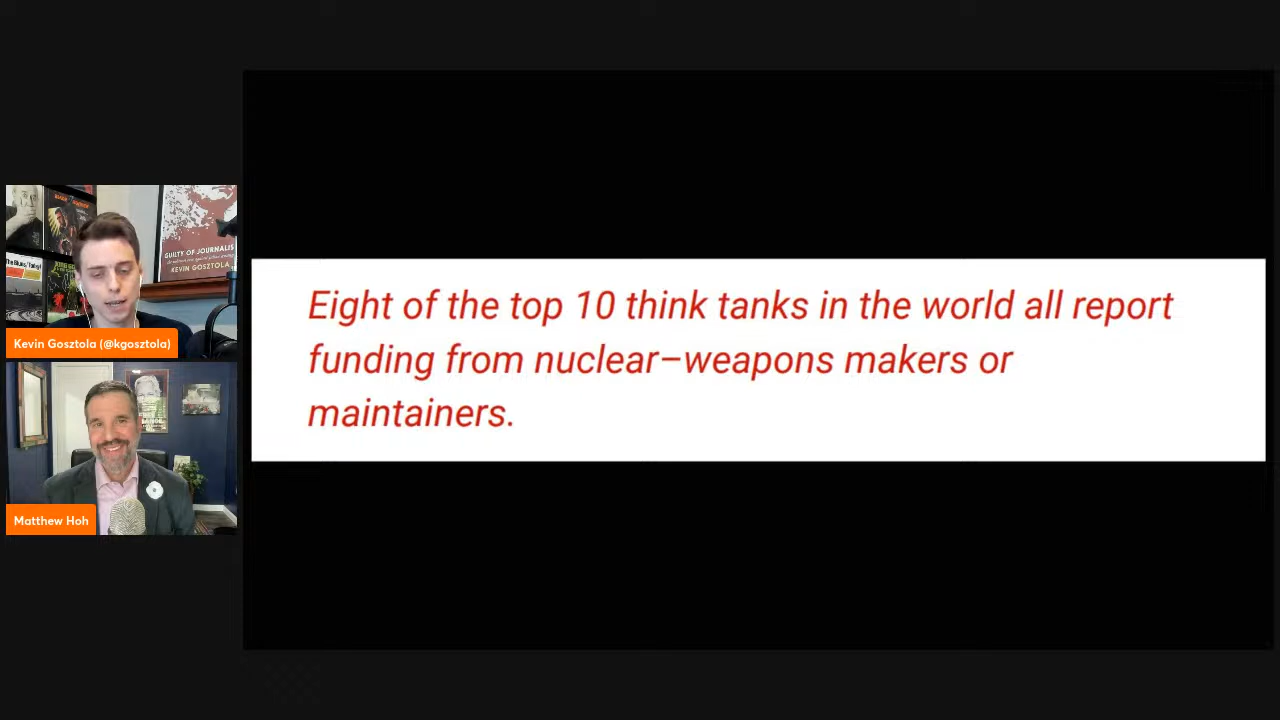 GUILTY OF JOURNALIS
KEVIN GOSZTOLA
Kevin Gosztola (@kgosztola)
Matthew Hoh
Eight of the top 10 think tanks in the world all report
funding from nuclear–weapons makers or
maintainers.